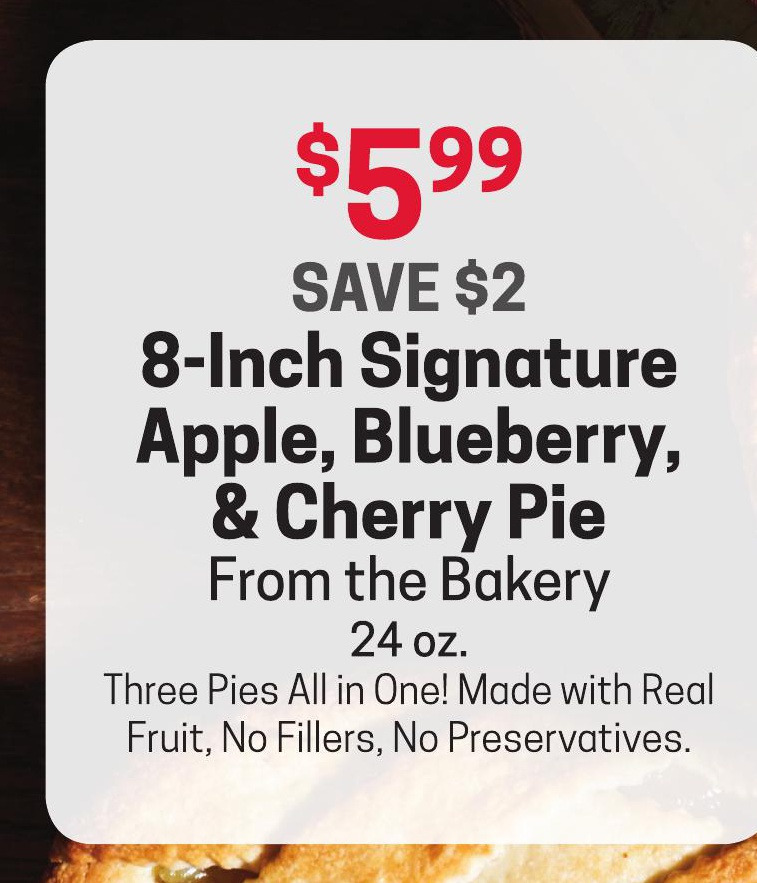 $5.99
SAVE $2
8-Inch Signature
Apple, Blueberry,
& Cherry Pie
From the Bakery
24 oz.
Three Pies All in One! Made with Real
Fruit, No Fillers, No Preservatives.